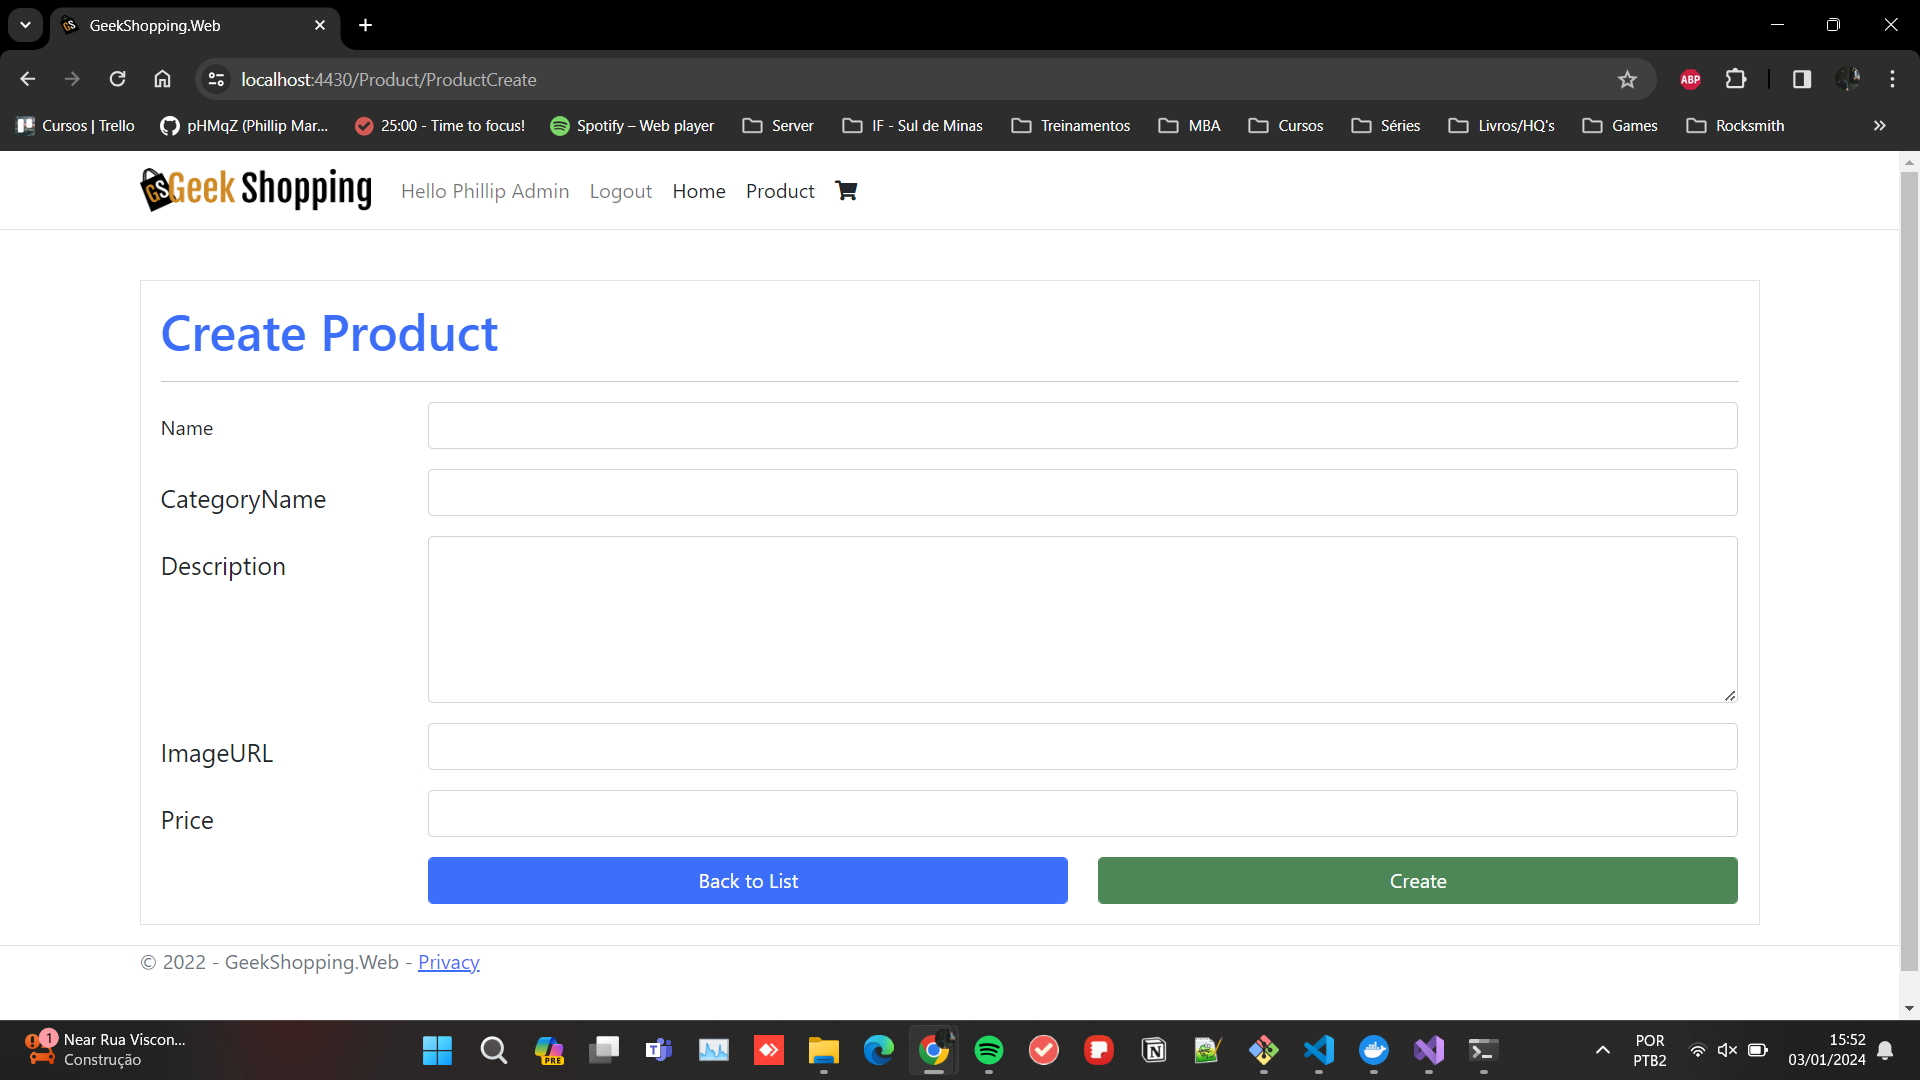 GeekShopping.Web
localhost:4430/Product/ProductCreate
ABP
Cursos | Trello
pHMqZ (Phillip Mar...
25:00 - Time to focus!
Spotify – Web player
Server
IF - Sul de Minas
Treinamentos
MBA
Cursos
Séries
Livros/HQ's
Games
Rocksmith
GS Geek Shopping
Hello Phillip Admin
Logout
Home
Product
Create Product
Name
CategoryName
Description
ImageURL
Price
Back to List
Create
© 2022 - GeekShopping.Web - Privacy
1
Near Rua Viscon...
Construção
PRE
POR
PTB2
15:52
03/01/2024